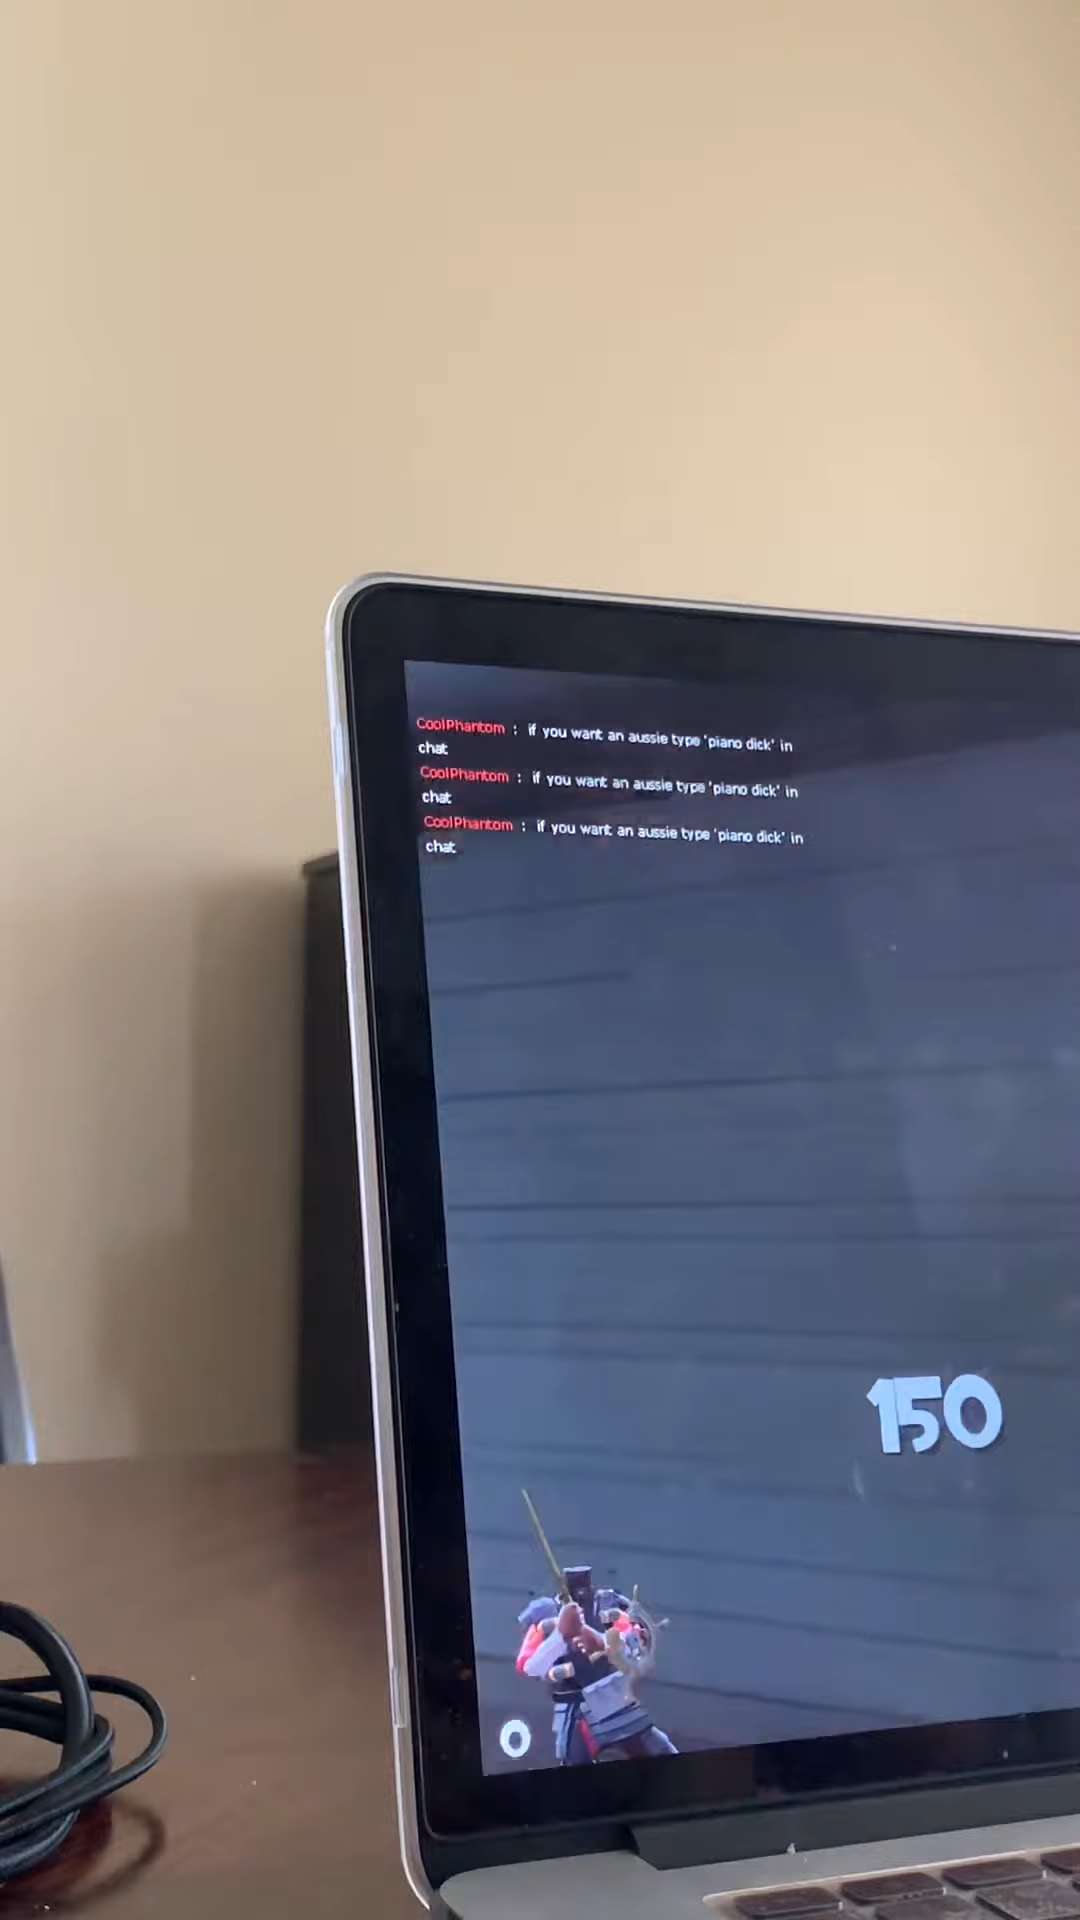 CoolPhantom : if you want an aussie type 'piano dick' in
chat
CoolPhantom : if you want an aussie type 'piano dick' in
chat
CoolPhantom : if you want an aussie type 'piano dick' in
chat
150
0